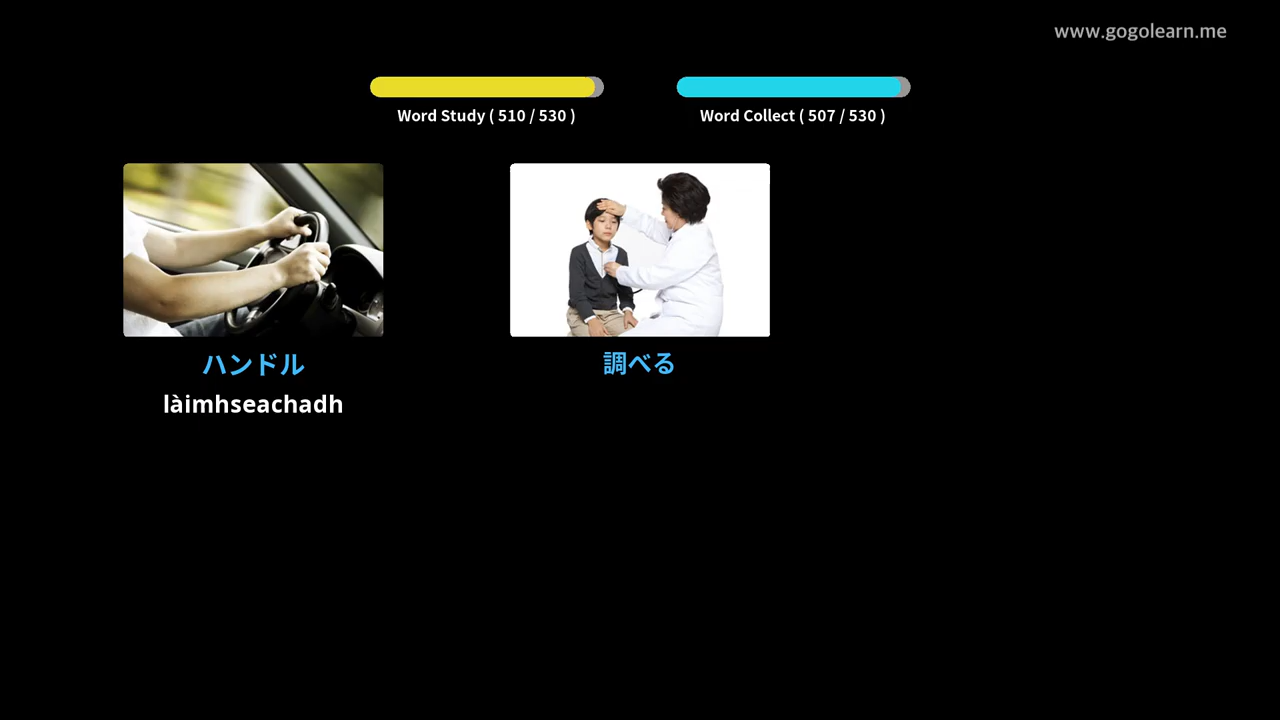 www.gogolearn.me
Word Study ( 510 / 530 )
Word Collect ( 507 / 530 )
ハンドル
làimhseachadh
調べる